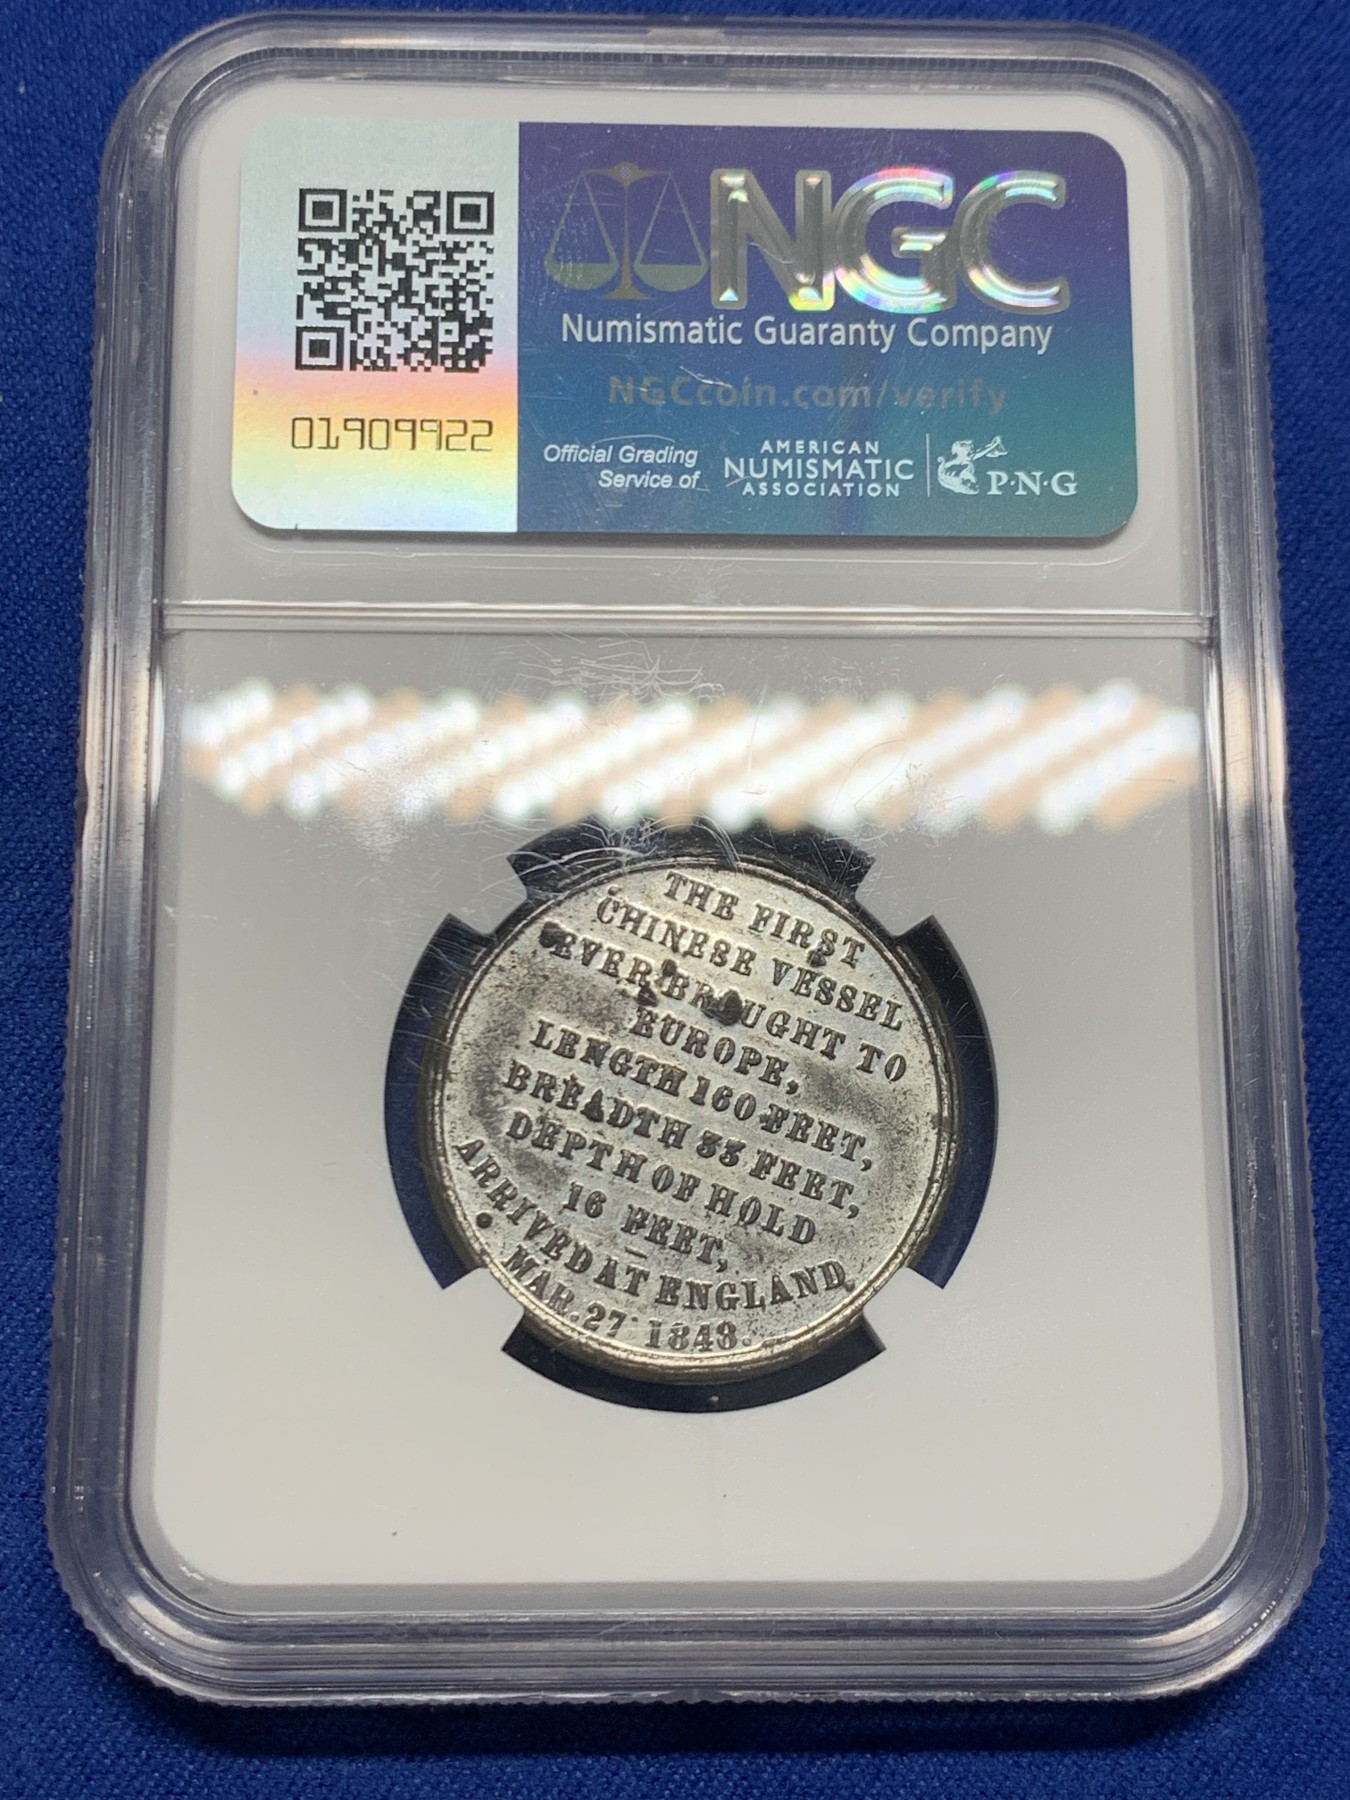 NGC
Numismatic Guaranty Company
NGCcoin.com/verify
01909922
Official Grading
Service of
AMERICAN
NUMISMATIC
ASSOCIATION
P·N·G
THE FIRST
CHINESE VESSEL
EVER BROUGHT TO
EUROPE,
LENGTH 160 FEET,
BREADTH 33 FEET,
DEPTH OF HOLD
16 FEET,
ARRIVED AT ENGLAND
MAR. 27 1848.